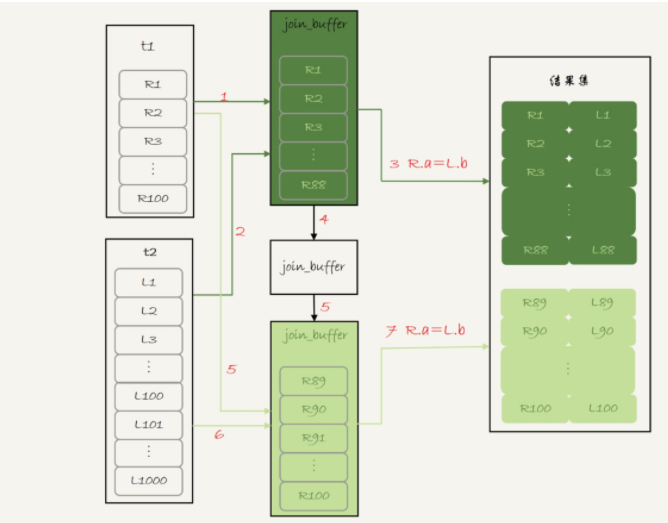 t1
R1
R2
R3
⋮
R100
t2
L1
L2
L3
⋮
L100
L101
⋮
L1000
1
2
5
6
join_buffer
R1
R2
R3
⋮
R88
4
join_buffer
5
join_buffer
R89
R90
R91
⋮
R100
3 R.a=L.b
7 R.a=L.b
结果集
R1 L1
R2 L2
R3 L3
⋮
R88 L88
R89 L89
R90 L90
⋮
R100 L100